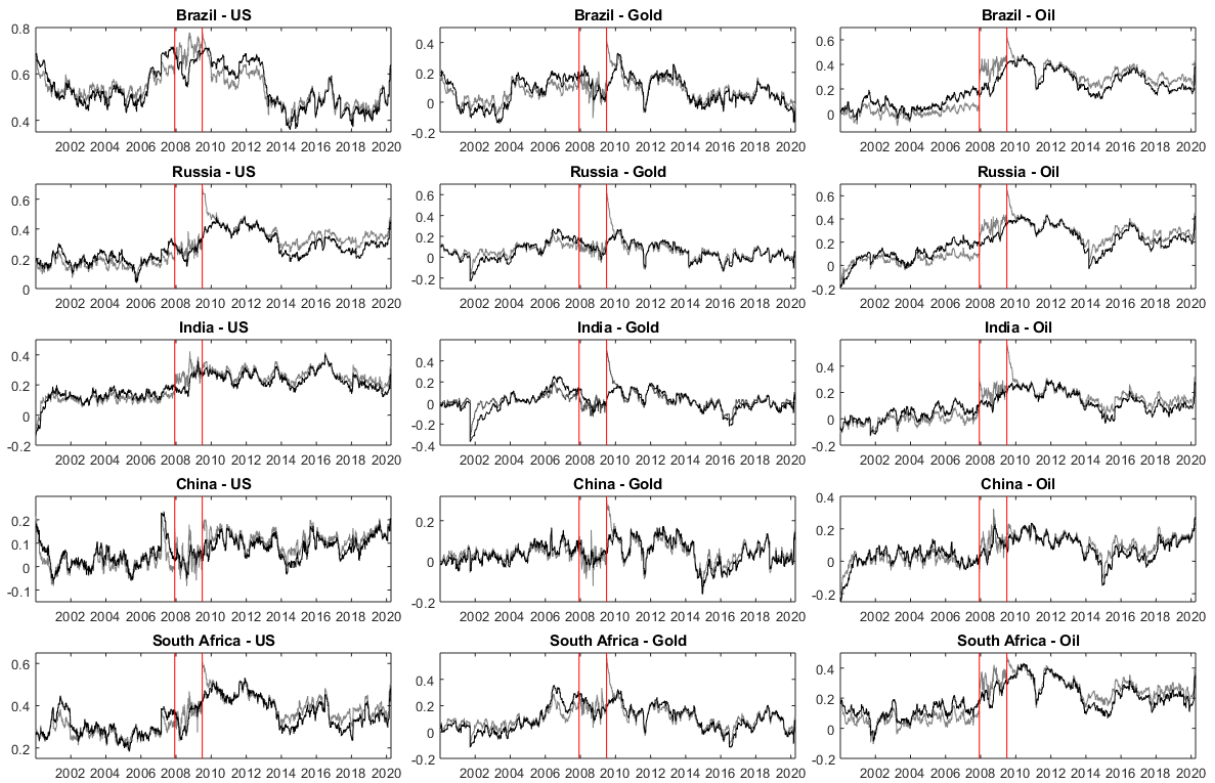 Brazil - US
0.8
0.6
0.4
2002 2004 2006 2008 2010 2012 2014 2016 2018 2020
Brazil - Gold
0.4
0.2
0
-0.2
2002 2004 2006 2008 2010 2012 2014 2016 2018 2020
Brazil - Oil
0.6
0.4
0.2
0
2002 2004 2006 2008 2010 2012 2014 2016 2018 2020
Russia - US
0.6
0.4
0.2
0
2002 2004 2006 2008 2010 2012 2014 2016 2018 2020
Russia - Gold
0.6
0.4
0.2
0
-0.2
2002 2004 2006 2008 2010 2012 2014 2016 2018 2020
Russia - Oil
0.6
0.4
0.2
0
-0.2
2002 2004 2006 2008 2010 2012 2014 2016 2018 2020
India - US
0.4
0.2
0
-0.2
2002 2004 2006 2008 2010 2012 2014 2016 2018 2020
India - Gold
0.4
0.2
0
-0.2
-0.4
2002 2004 2006 2008 2010 2012 2014 2016 2018 2020
India - Oil
0.6
0.4
0.2
0
-0.2
2002 2004 2006 2008 2010 2012 2014 2016 2018 2020
China - US
0.2
0.1
0
-0.1
2002 2004 2006 2008 2010 2012 2014 2016 2018 2020
China - Gold
0.2
0
-0.2
2002 2004 2006 2008 2010 2012 2014 2016 2018 2020
China - Oil
0.4
0.2
0
-0.2
2002 2004 2006 2008 2010 2012 2014 2016 2018 2020
South Africa - US
0.6
0.4
0.2
2002 2004 2006 2008 2010 2012 2014 2016 2018 2020
South Africa - Gold
0.6
0.4
0.2
0
-0.2
2002 2004 2006 2008 2010 2012 2014 2016 2018 2020
South Africa - Oil
0.4
0.2
0
-0.2
2002 2004 2006 2008 2010 2012 2014 2016 2018 2020